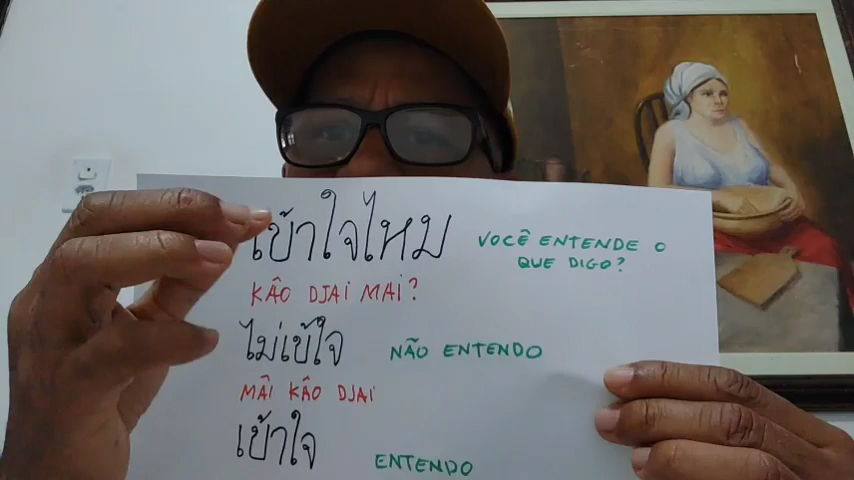 เข้าใจไหม VOCÊ ENTENDE O
QUE DIGO?
KÂO DJAI MAI?
ไม่เข้ใจ NÃO ENTENDO
MÂI KÂO DJAI
เข้าใจ ENTENDO